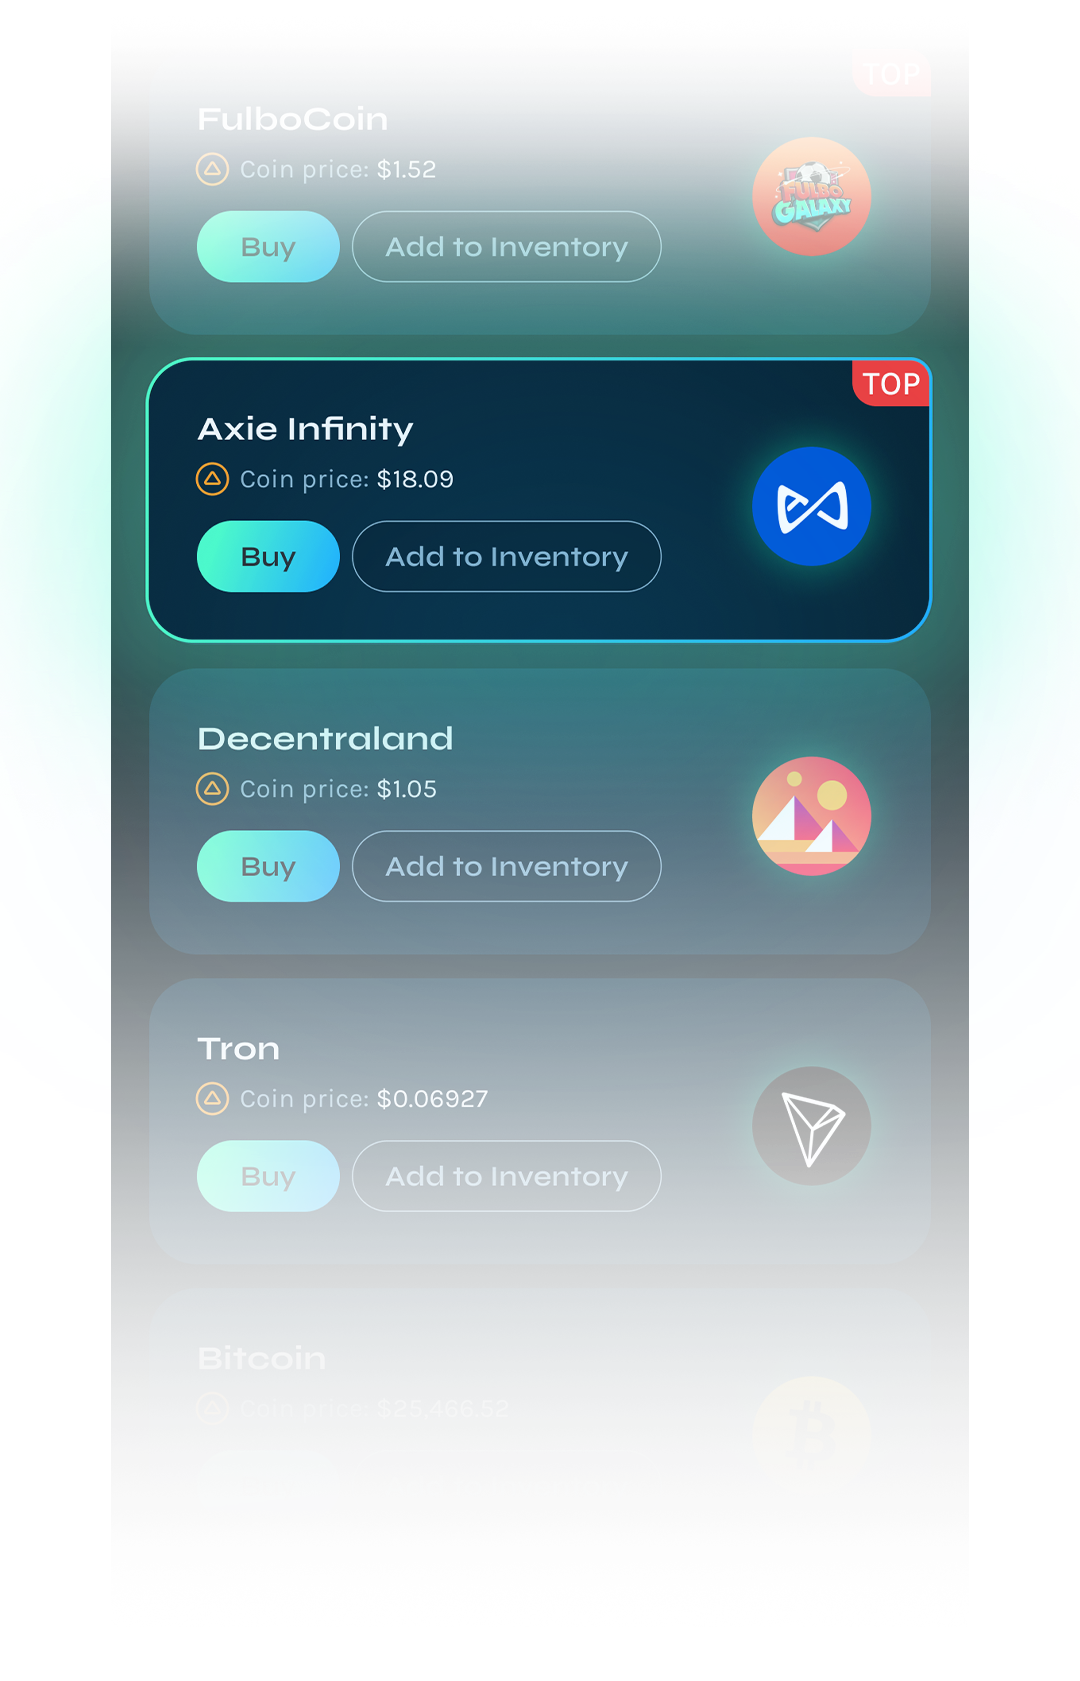 TOP
FulboCoin
Coin price: $1.52
FULBO
GALAXY
Buy
Add to Inventory
TOP
Axie Infinity
Coin price: $18.09
Buy
Add to Inventory
Decentraland
Coin price: $1.05
Buy
Add to Inventory
Tron
Coin price: $0.06927
Buy
Add to Inventory
Bitcoin
Coin price: $25,466.52